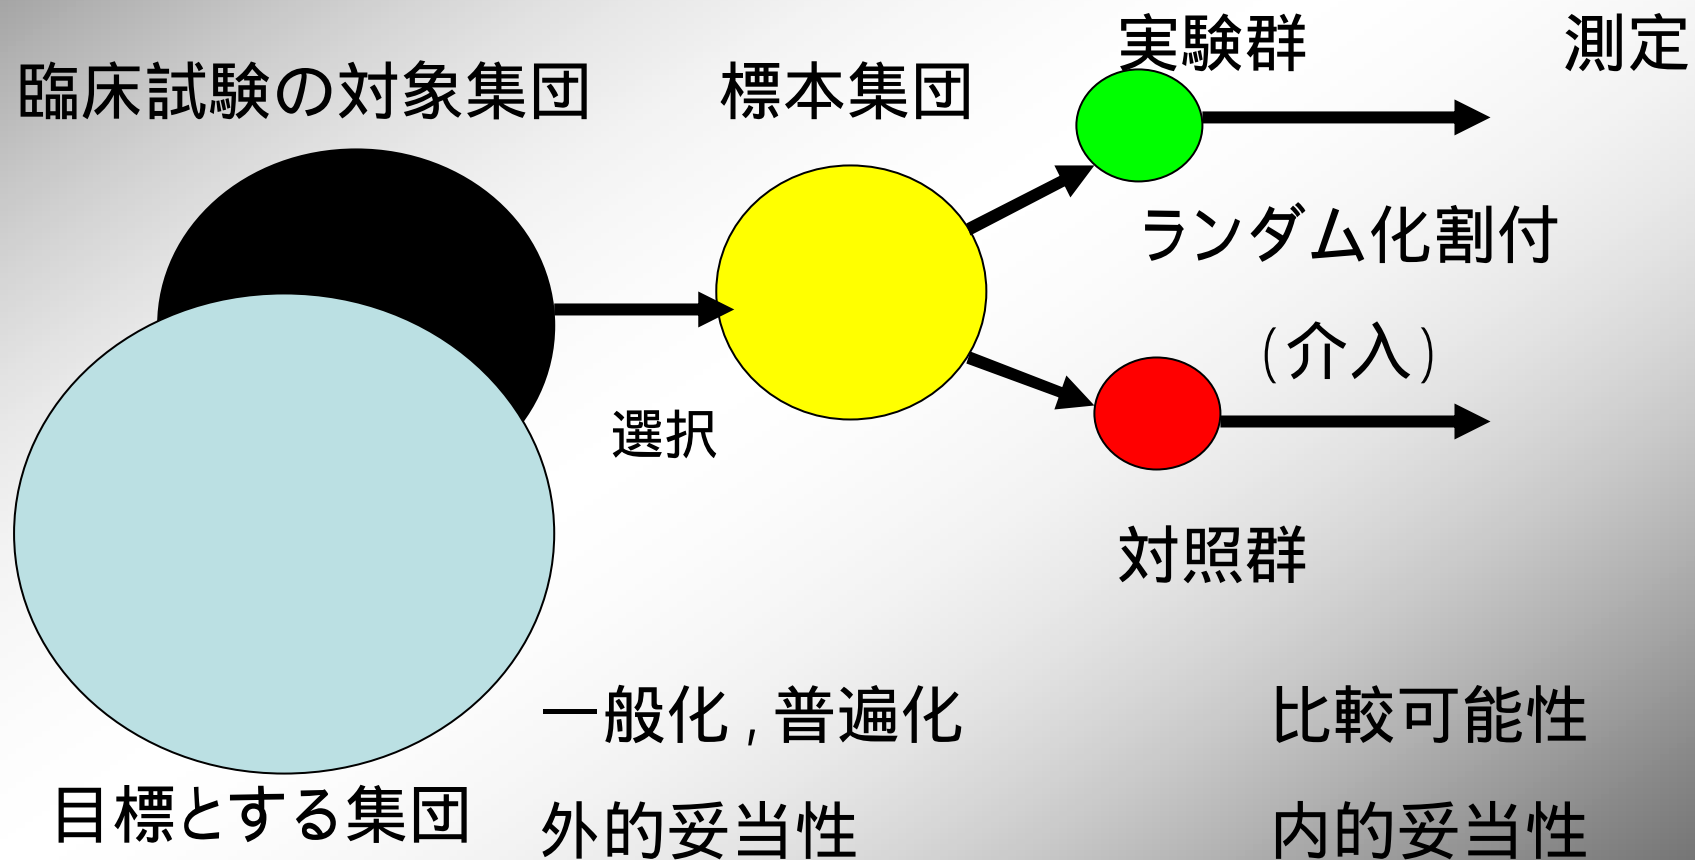 臨床試験の対象集団
標本集団
実験群
測定
ランダム化割付
(介入)
選択
対照群
一般化,普遍化
比較可能性
目標とする集団
外的妥当性
内的妥当性